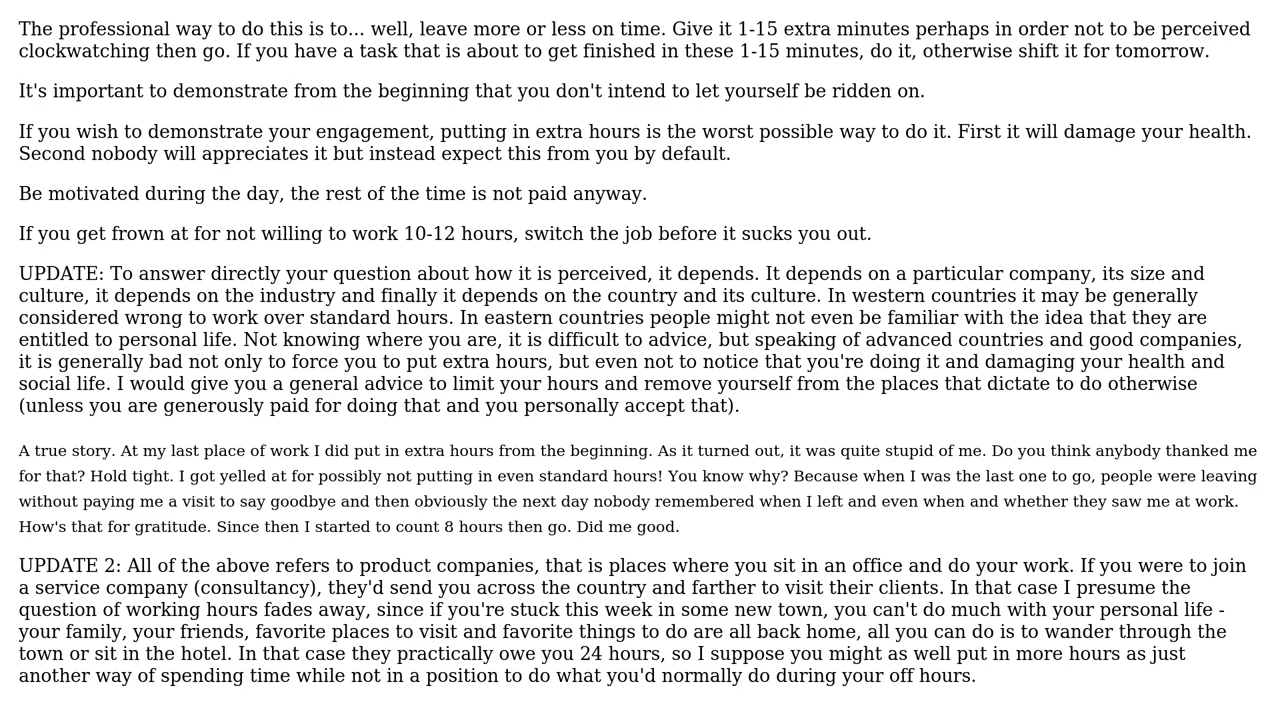 The professional way to do this is to... well, leave more or less on time. Give it 1-15 extra minutes perhaps in order not to be perceived
clockwatching then go. If you have a task that is about to get finished in these 1-15 minutes, do it, otherwise shift it for tomorrow.
It's important to demonstrate from the beginning that you don't intend to let yourself be ridden on.
If you wish to demonstrate your engagement, putting in extra hours is the worst possible way to do it. First it will damage your health.
Second nobody will appreciates it but instead expect this from you by default.
Be motivated during the day, the rest of the time is not paid anyway.
If you get frown at for not willing to work 10-12 hours, switch the job before it sucks you out.
UPDATE: To answer directly your question about how it is perceived, it depends. It depends on a particular company, its size and
culture, it depends on the industry and finally it depends on the country and its culture. In western countries it may be generally
considered wrong to work over standard hours. In eastern countries people might not even be familiar with the idea that they are
entitled to personal life. Not knowing where you are, it is difficult to advice, but speaking of advanced countries and good companies,
it is generally bad not only to force you to put extra hours, but even not to notice that you're doing it and damaging your health and
social life. I would give you a general advice to limit your hours and remove yourself from the places that dictate to do otherwise
(unless you are generously paid for doing that and you personally accept that).
A true story. At my last place of work I did put in extra hours from the beginning. As it turned out, it was quite stupid of me. Do you think anybody thanked me
for that? Hold tight. I got yelled at for possibly not putting in even standard hours! You know why? Because when I was the last one to go, people were leaving
without paying me a visit to say goodbye and then obviously the next day nobody remembered when I left and even when and whether they saw me at work.
How's that for gratitude. Since then I started to count 8 hours then go. Did me good.
UPDATE 2: All of the above refers to product companies, that is places where you sit in an office and do your work. If you were to join
a service company (consultancy), they'd send you across the country and farther to visit their clients. In that case I presume the
question of working hours fades away, since if you're stuck this week in some new town, you can't do much with your personal life -
your family, your friends, favorite places to visit and favorite things to do are all back home, all you can do is to wander through the
town or sit in the hotel. In that case they practically owe you 24 hours, so I suppose you might as well put in more hours as just
another way of spending time while not in a position to do what you'd normally do during your off hours.